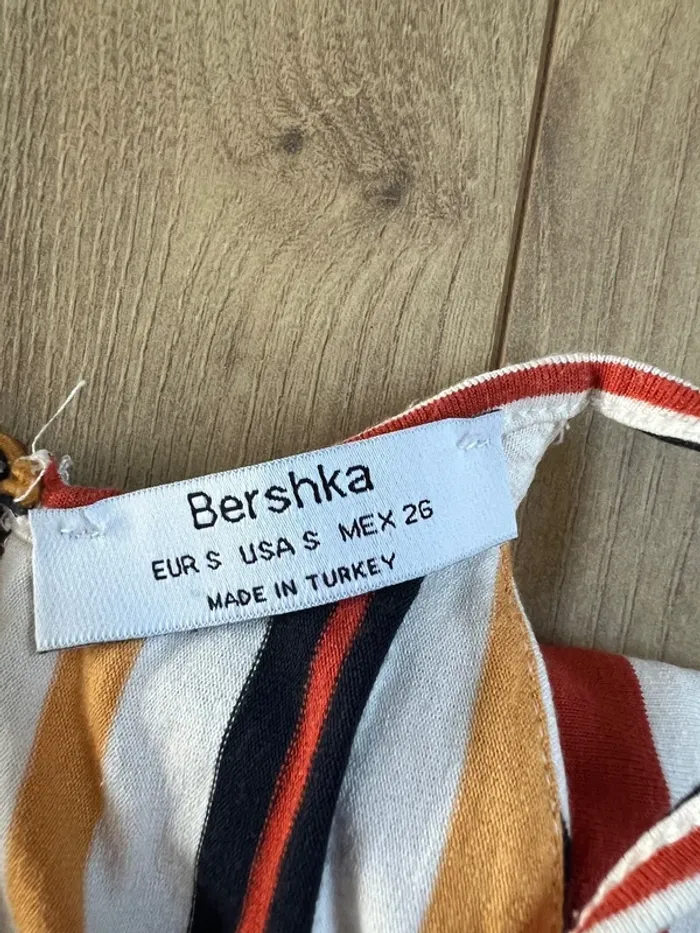 Bershka
EUR S USA S MEX 26
MADE IN TURKEY